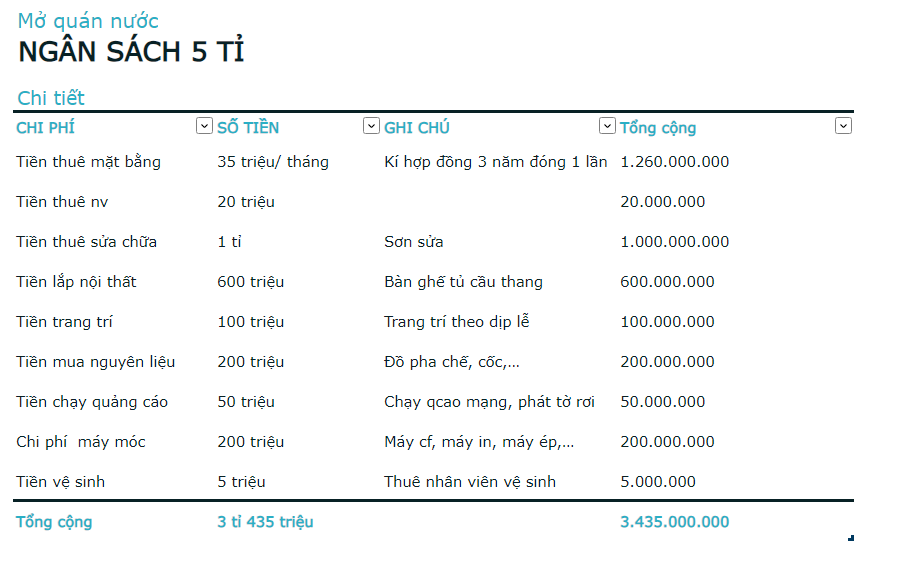 Mở quán nước
NGÂN SÁCH 5 TỈ
Chi tiết
CHI PHÍ SỐ TIỀN GHI CHÚ Tổng cộng
Tiền thuê mặt bằng 35 triệu/ tháng Kí hợp đồng 3 năm đóng 1 lần 1.260.000.000
Tiền thuê nv 20 triệu 20.000.000
Tiền thuê sửa chữa 1 tỉ Sơn sửa 1.000.000.000
Tiền lắp nội thất 600 triệu Bàn ghế tủ cầu thang 600.000.000
Tiền trang trí 100 triệu Trang trí theo dịp lễ 100.000.000
Tiền mua nguyên liệu 200 triệu Đồ pha chế, cốc,... 200.000.000
Tiền chạy quảng cáo 50 triệu Chạy qcao mạng, phát tờ rơi 50.000.000
Chi phí  máy móc 200 triệu Máy cf, máy in, máy ép,... 200.000.000
Tiền vệ sinh 5 triệu Thuê nhân viên vệ sinh 5.000.000
Tổng cộng 3 tỉ 435 triệu 3.435.000.000